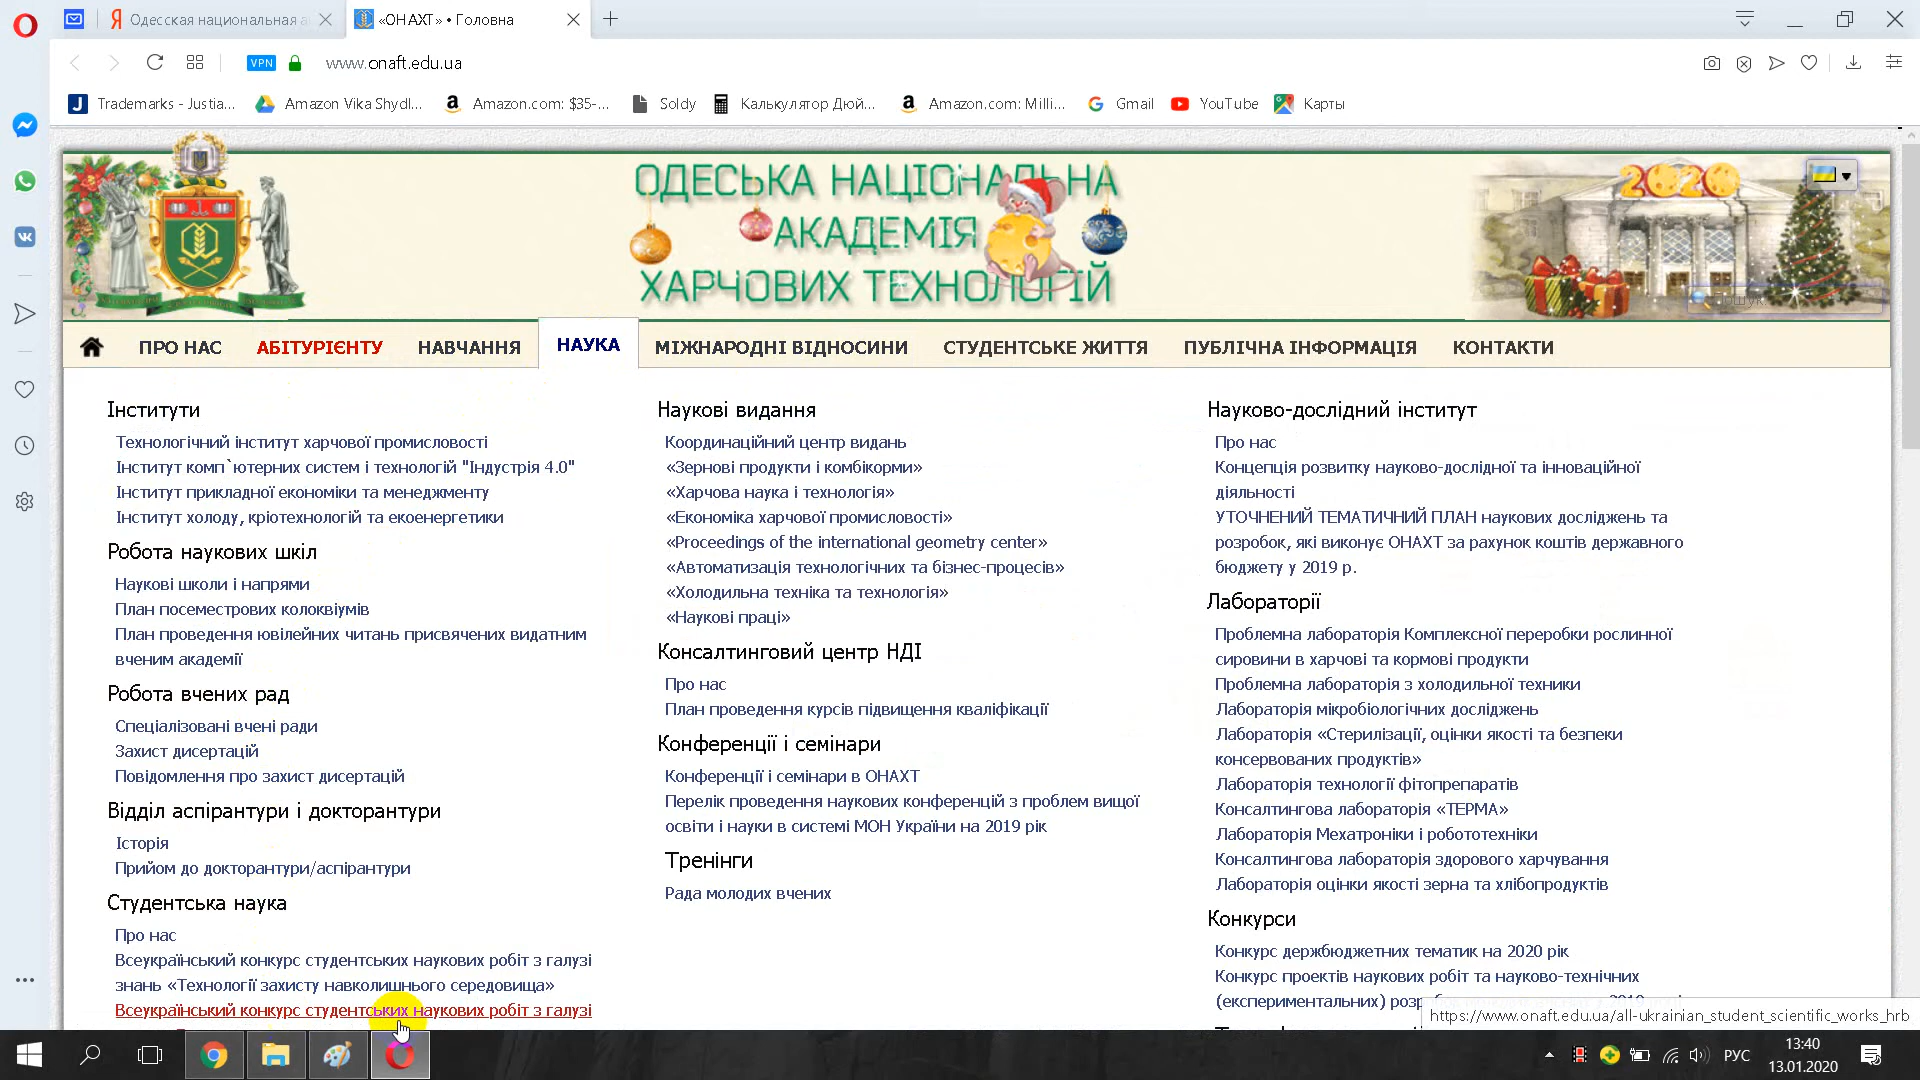 Одесская национальная а
«ОНАХТ» • Головна
VPN
www.onaft.edu.ua
Trademarks - Justia...
Amazon Vika Shydl...
Amazon.com: $35-...
Soldy
Калькулятор Дюй...
Amazon.com: Milli...
Gmail
YouTube
Карты
ОДЕСЬКА НАЦІОНАЛЬНА
АКАДЕМІЯ
ХАРЧОВИХ ТЕХНОЛОГІЙ
2020
Пошук
ПРО НАС
АБІТУРІЄНТУ
НАВЧАННЯ
НАУКА
МІЖНАРОДНІ ВІДНОСИНИ
СТУДЕНТСЬКЕ ЖИТТЯ
ПУБЛІЧНА ІНФОРМАЦІЯ
КОНТАКТИ
Інститути
Технологічний інститут харчової промисловості
Інститут комп`ютерних систем і технологій "Індустрія 4.0"
Інститут прикладної економіки та менеджменту
Інститут холоду, кріотехнологій та екоенергетики
Робота наукових шкіл
Наукові школи і напрями
План посеместрових колоквіумів
План проведення ювілейних читань присвячених видатним
вченим академії
Робота вчених рад
Спеціалізовані вчені ради
Захист дисертацій
Повідомлення про захист дисертацій
Відділ аспірантури і докторантури
Історія
Прийом до докторантури/аспірантури
Студентська наука
Про нас
Всеукраїнський конкурс студентських наукових робіт з галузі
знань «Технології захисту навколишнього середовища»
Всеукраїнський конкурс студентських наукових робіт з галузі
Наукові видання
Координаційний центр видань
«Зернові продукти і комбікорми»
«Харчова наука і технологія»
«Економіка харчової промисловості»
«Proceedings of the international geometry center»
«Автоматизація технологічних та бізнес-процесів»
«Холодильна техніка та технологія»
«Наукові праці»
Консалтинговий центр НДІ
Про нас
План проведення курсів підвищення кваліфікації
Конференції і семінари
Конференції і семінари в ОНАХТ
Перелік проведення наукових конференцій з проблем вищої
освіти і науки в системі МОН України на 2019 рік
Тренінги
Рада молодих вчених
Науково-дослідний інститут
Про нас
Концепція розвитку науково-дослідної та інноваційної
діяльності
УТОЧНЕНИЙ ТЕМАТИЧНИЙ ПЛАН наукових досліджень та
розробок, які виконує ОНАХТ за рахунок коштів державного
бюджету у 2019 р.
Лабораторії
Проблемна лабораторія Комплексної переробки рослинної
сировини в харчові та кормові продукти
Проблемна лабораторія з холодильної техніки
Лабораторія мікробіологічних досліджень
Лабораторія «Стерилізації, оцінки якості та безпеки
консервованих продуктів»
Лабораторія технології фітопрепаратів
Консалтингова лабораторія «ТЕРМА»
Лабораторія Мехатроніки і робототехніки
Консалтингова лабораторія здорового харчування
Лабораторія оцінки якості зерна та хлібопродуктів
Конкурси
Конкурс держбюджетних тематик на 2020 рік
Конкурс проектів наукових робіт та науково-технічних
(експериментальних)
https://www.onaft.edu.ua/all-ukrainian_student_scientific_works_hrb
РУС
13:40
13.01.2020